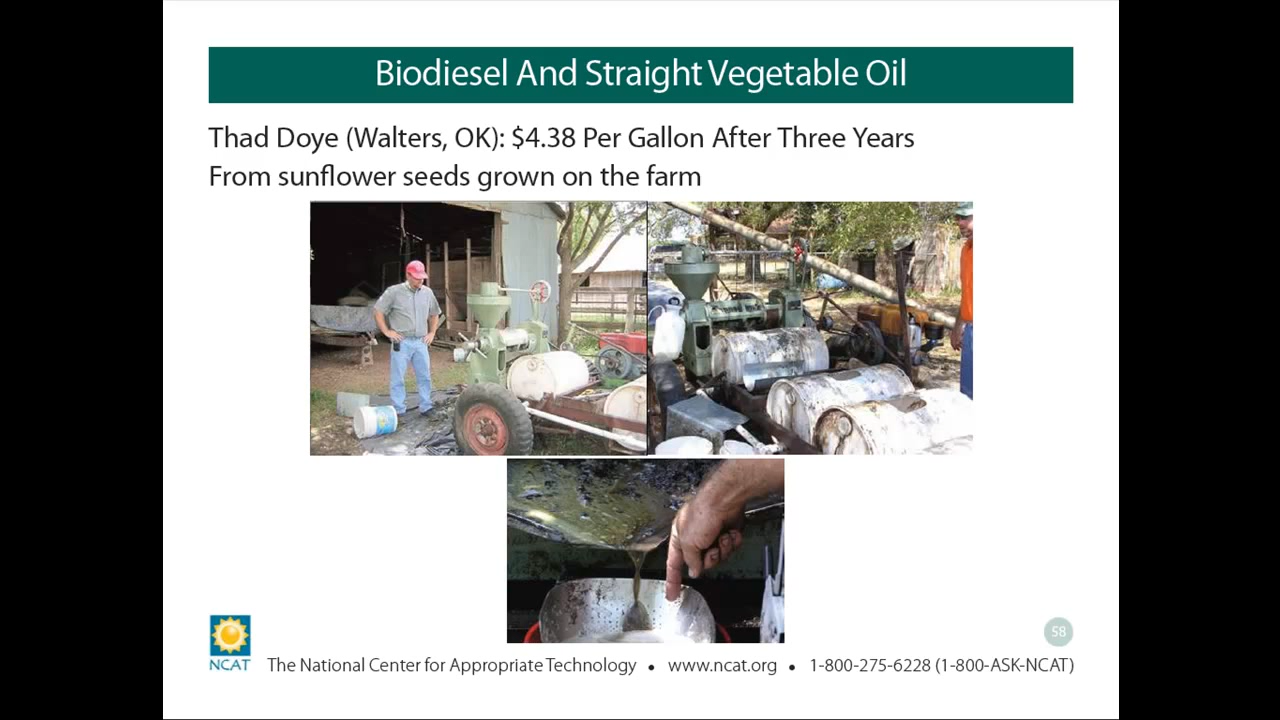 Biodiesel And Straight Vegetable Oil
Thad Doye (Walters, OK): $4.38 Per Gallon After Three Years
From sunflower seeds grown on the farm
58
NCAT
The National Center for Appropriate Technology • www.ncat.org • 1-800-275-6228 (1-800-ASK-NCAT)